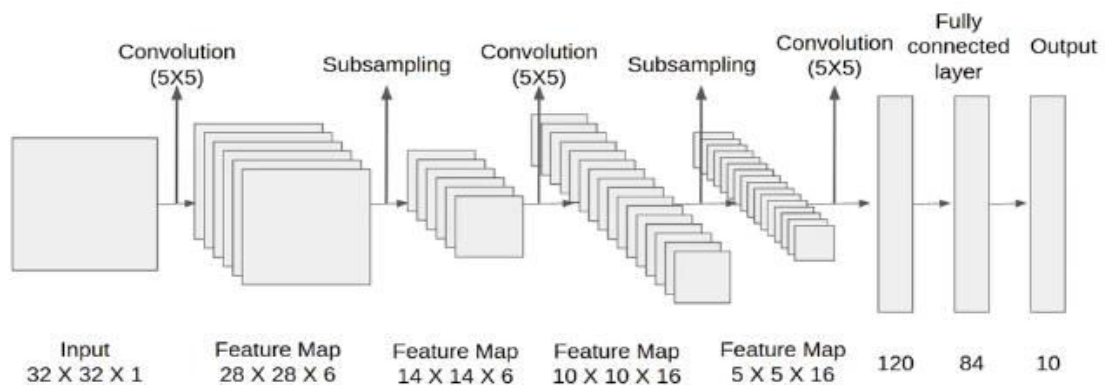 Convolution
(5X5)
Subsampling
Convolution
(5X5)
Subsampling
Convolution
(5X5)
Fully
connected
layer
Output
Input
32 X 32 X 1
Feature Map
28 X 28 X 6
Feature Map
14 X 14 X 6
Feature Map
10 X 10 X 16
Feature Map
5 X 5 X 16
120
84
10